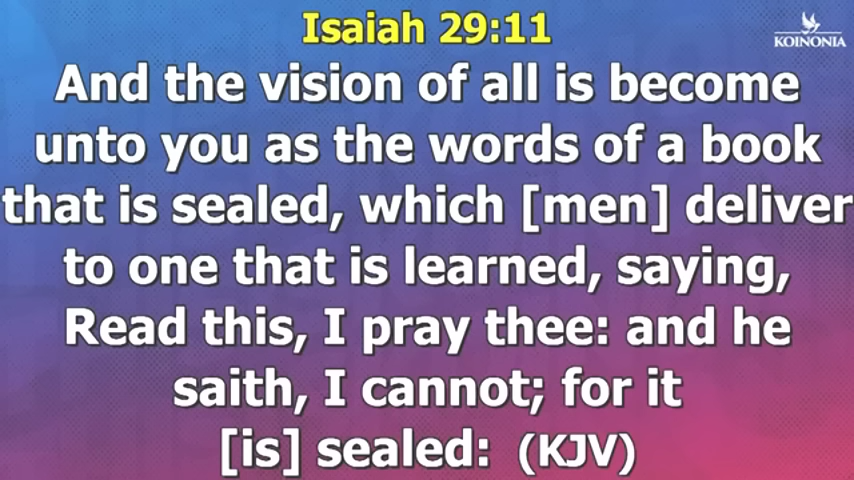 Isaiah 29:11
KOINONIA
And the vision of all is become
unto you as the words of a book
that is sealed, which [men] deliver
to one that is learned, saying,
Read this, I pray thee: and he
saith, I cannot; for it
[is] sealed: (KJV)